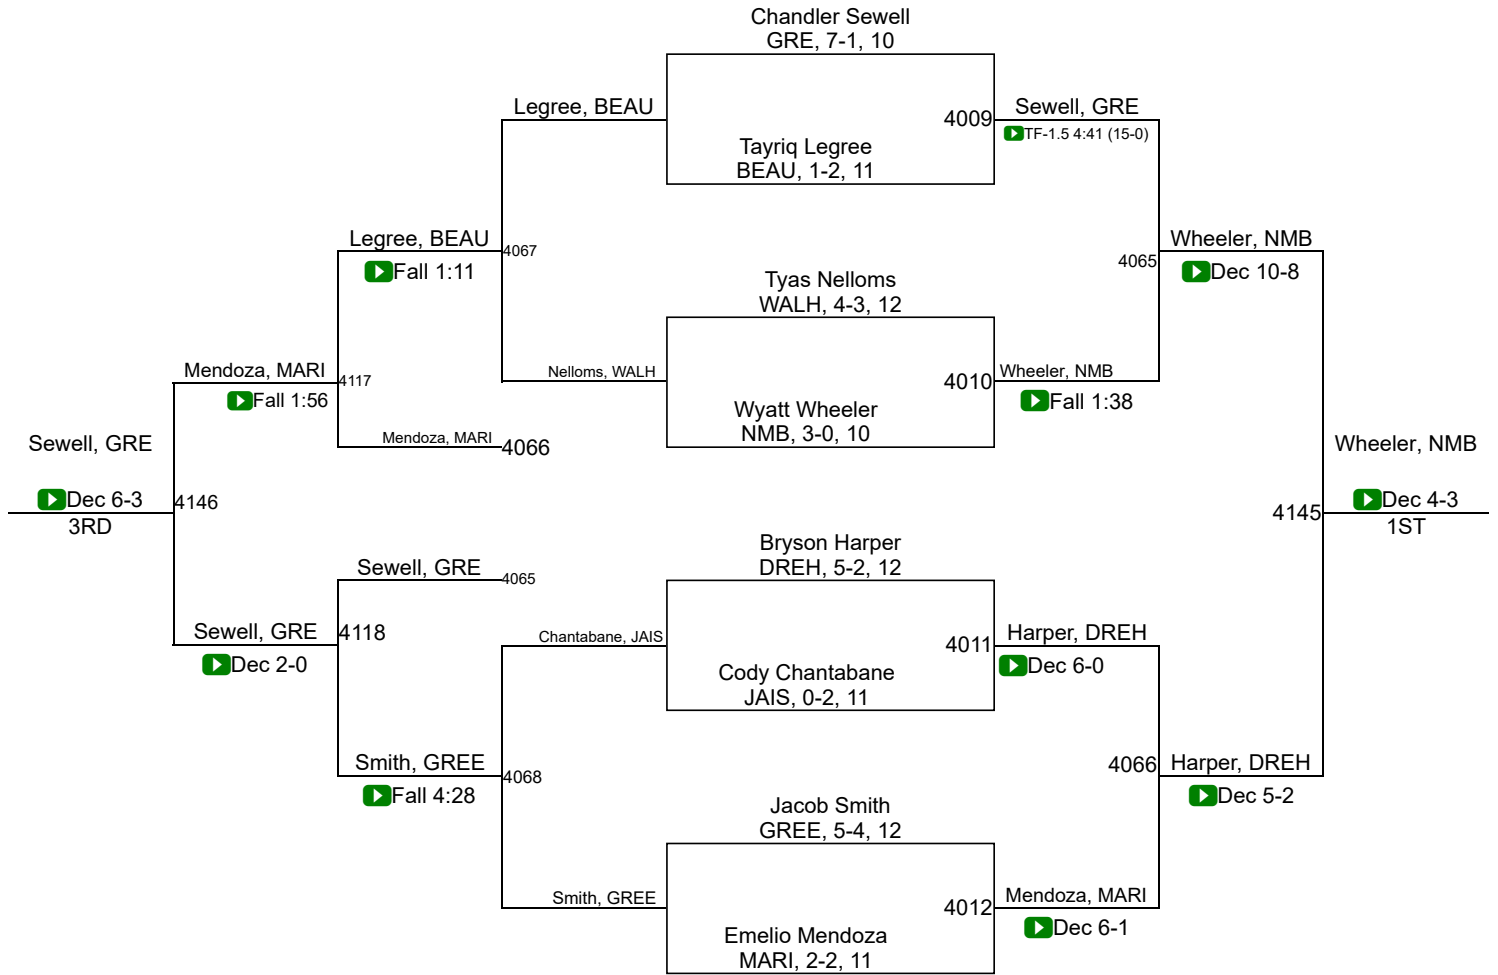 Chandler Sewell
GRE, 7-1, 10
Legree, BEAU
4009
Sewell, GRE
TF-1.5 4:41 (15-0)
Tayriq Legree
BEAU, 1-2, 11
Legree, BEAU
4067
Fall 1:11
Wheeler, NMB
4065
Dec 10-8
Tyas Nelloms
WALH, 4-3, 12
Mendoza, MARI
4117
Fall 1:56
Nelloms, WALH
4010
Wheeler, NMB
Fall 1:38
Wyatt Wheeler
NMB, 3-0, 10
Mendoza, MARI
4066
Sewell, GRE
Dec 6-3
4146
3RD
Wheeler, NMB
4145
Dec 4-3
1ST
Bryson Harper
DREH, 5-2, 12
Sewell, GRE
4065
Sewell, GRE
4118
Dec 2-0
Chantabane, JAIS
4011
Harper, DREH
Dec 6-0
Cody Chantabane
JAIS, 0-2, 11
Smith, GREE
4068
Fall 4:28
4066
Harper, DREH
Dec 5-2
Jacob Smith
GREE, 5-4, 12
Smith, GREE
4012
Mendoza, MARI
Dec 6-1
Emelio Mendoza
MARI, 2-2, 11